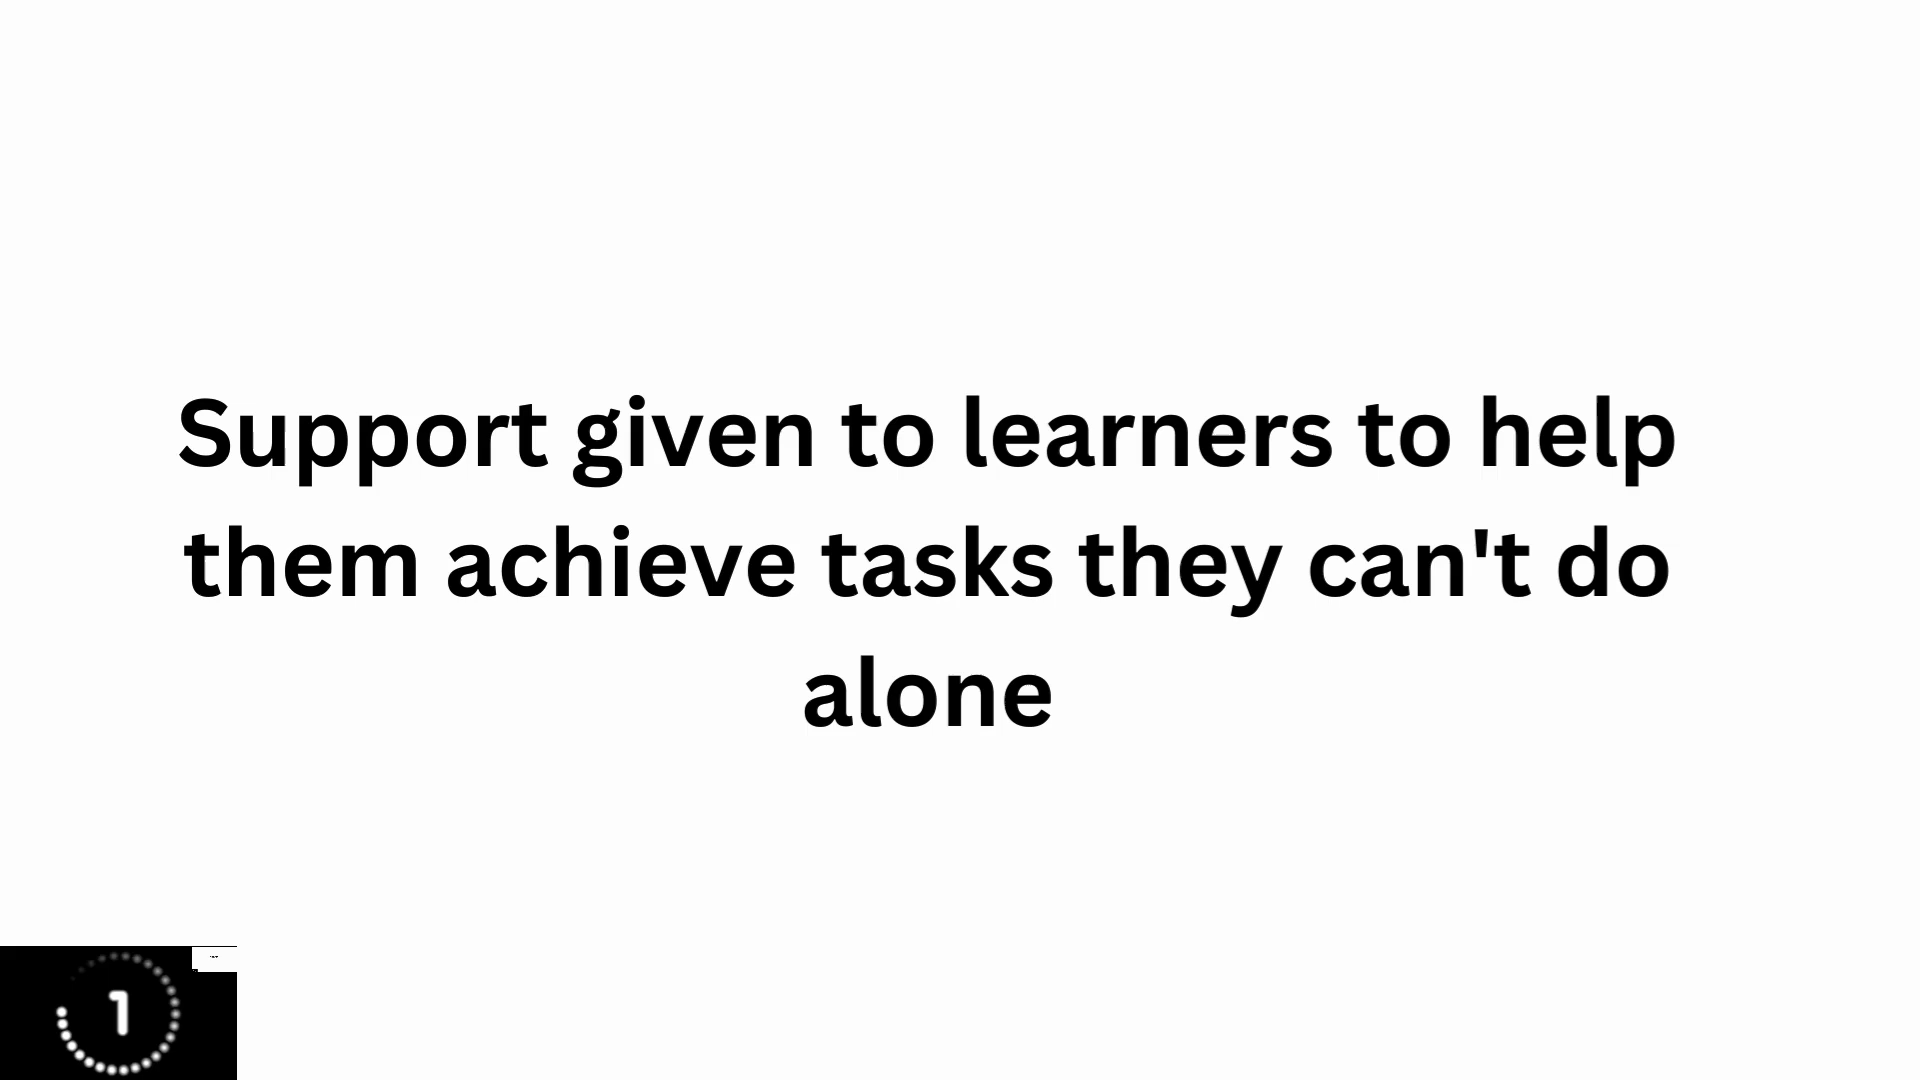 Support given to learners to help
them achieve tasks they can't do
alone
1